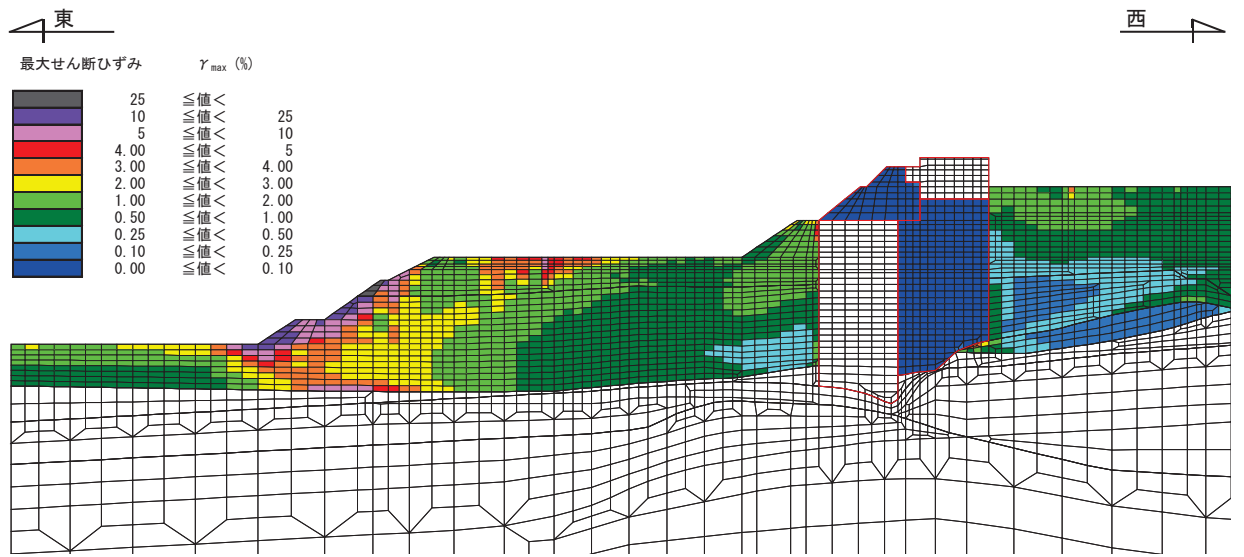 東
西
最大せん断ひずみ γmax (%)
25 ≦値<
10 ≦値< 25
5 ≦値< 10
4.00 ≦値< 5
3.00 ≦値< 4.00
2.00 ≦値< 3.00
1.00 ≦値< 2.00
0.50 ≦値< 1.00
0.25 ≦値< 0.50
0.10 ≦値< 0.25
0.00 ≦値< 0.10